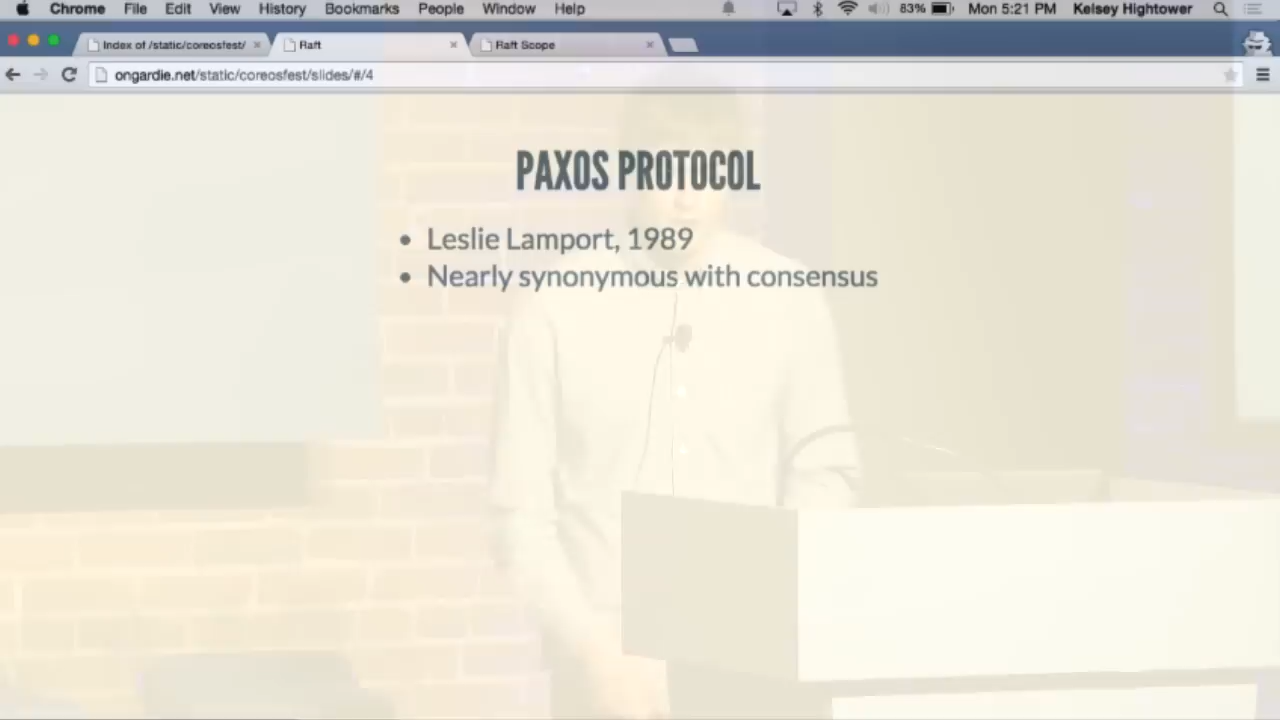 Chrome File Edit View History Bookmarks People Window Help 83% Mon 5:21 PM Kelsey Hightower
Index of /static/coreosfest/ Raft Raft Scope
ongardie.net/static/coreosfest/slides/#/4
PAXOS PROTOCOL
• Leslie Lamport, 1989
• Nearly synonymous with consensus